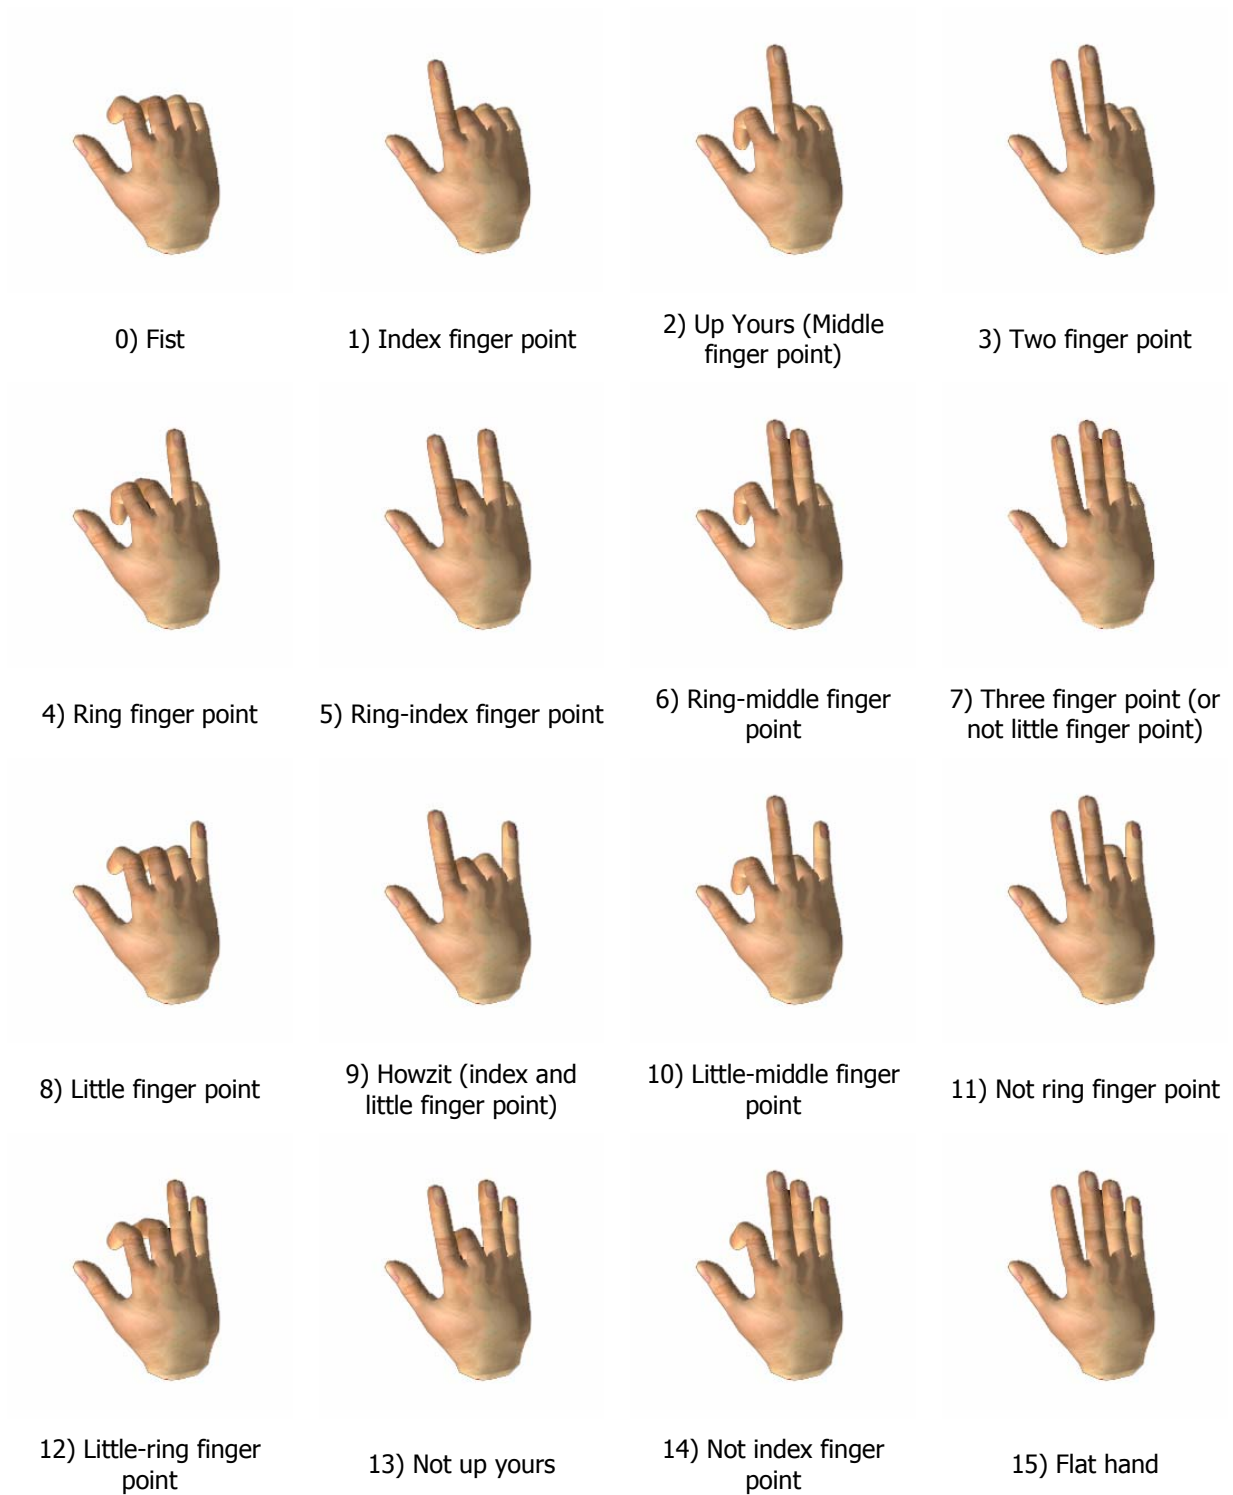 0) Fist
1) Index finger point
2) Up Yours (Middle
finger point)
3) Two finger point
4) Ring finger point
5) Ring-index finger point
6) Ring-middle finger
point
7) Three finger point (or
not little finger point)
8) Little finger point
9) Howzit (index and
little finger point)
10) Little-middle finger
point
11) Not ring finger point
12) Little-ring finger
point
13) Not up yours
14) Not index finger
point
15) Flat hand